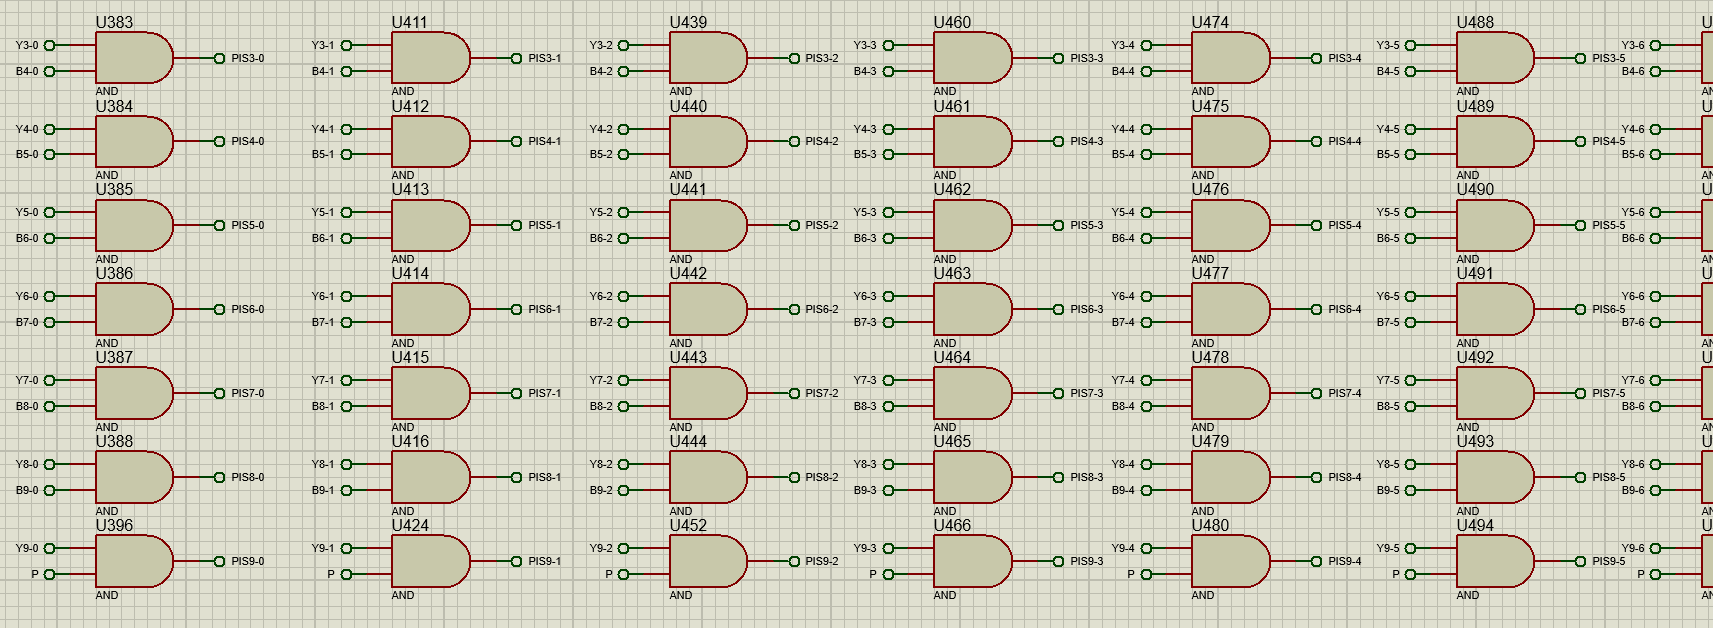 U383 U411 U439 U460 U474 U488 U
Y3-0 Y3-1 Y3-2 Y3-3 Y3-4 Y3-5 Y3-6
PIS3-0 PIS3-1 PIS3-2 PIS3-3 PIS3-4 PIS3-5
B4-0 B4-1 B4-2 B4-3 B4-4 B4-5 B4-6
AND AND AND AND AND AND AN
U384 U412 U440 U461 U475 U489 U
Y4-0 Y4-1 Y4-2 Y4-3 Y4-4 Y4-5 Y4-6
PIS4-0 PIS4-1 PIS4-2 PIS4-3 PIS4-4 PIS4-5
B5-0 B5-1 B5-2 B5-3 B5-4 B5-5 B5-6
AND AND AND AND AND AND AN
U385 U413 U441 U462 U476 U490 U
Y5-0 Y5-1 Y5-2 Y5-3 Y5-4 Y5-5 Y5-6
PIS5-0 PIS5-1 PIS5-2 PIS5-3 PIS5-4 PIS5-5
B6-0 B6-1 B6-2 B6-3 B6-4 B6-5 B6-6
AND AND AND AND AND AND AN
U386 U414 U442 U463 U477 U491 U
Y6-0 Y6-1 Y6-2 Y6-3 Y6-4 Y6-5 Y6-6
PIS6-0 PIS6-1 PIS6-2 PIS6-3 PIS6-4 PIS6-5
B7-0 B7-1 B7-2 B7-3 B7-4 B7-5 B7-6
AND AND AND AND AND AND AN
U387 U415 U443 U464 U478 U492 U
Y7-0 Y7-1 Y7-2 Y7-3 Y7-4 Y7-5 Y7-6
PIS7-0 PIS7-1 PIS7-2 PIS7-3 PIS7-4 PIS7-5
B8-0 B8-1 B8-2 B8-3 B8-4 B8-5 B8-6
AND AND AND AND AND AND AN
U388 U416 U444 U465 U479 U493 U
Y8-0 Y8-1 Y8-2 Y8-3 Y8-4 Y8-5 Y8-6
PIS8-0 PIS8-1 PIS8-2 PIS8-3 PIS8-4 PIS8-5
B9-0 B9-1 B9-2 B9-3 B9-4 B9-5 B9-6
AND AND AND AND AND AND AN
U396 U424 U452 U466 U480 U494 U
Y9-0 Y9-1 Y9-2 Y9-3 Y9-4 Y9-5 Y9-6
PIS9-0 PIS9-1 PIS9-2 PIS9-3 PIS9-4 PIS9-5
P P P P P P P
AND AND AND AND AND AND AN